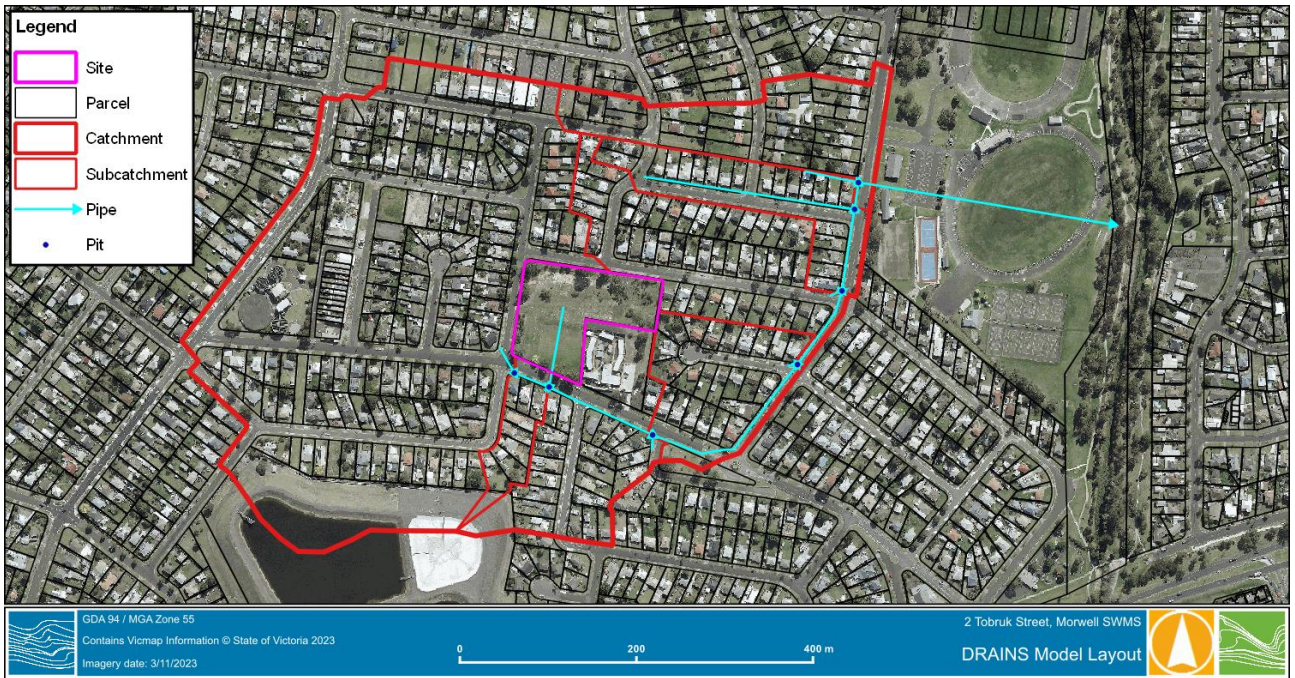 Legend
Site
Parcel
Catchment
Subcatchment
Pipe
Pit
GDA 94 / MGA Zone 55
Contains Vicmap Information © State of Victoria 2023
Imagery date: 3/11/2023
0 200 400 m
2 Tobruk Street, Morwell SWMS
DRAINS Model Layout